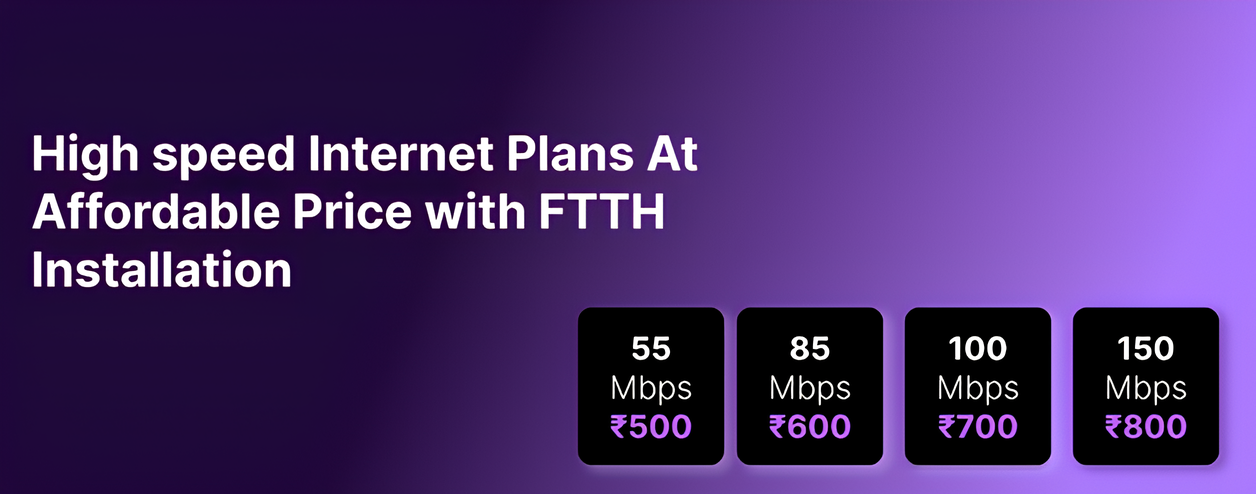 High speed Internet Plans At
Affordable Price with FTTH
Installation
55
Mbps
₹500
85
Mbps
₹600
100
Mbps
₹700
150
Mbps
₹800